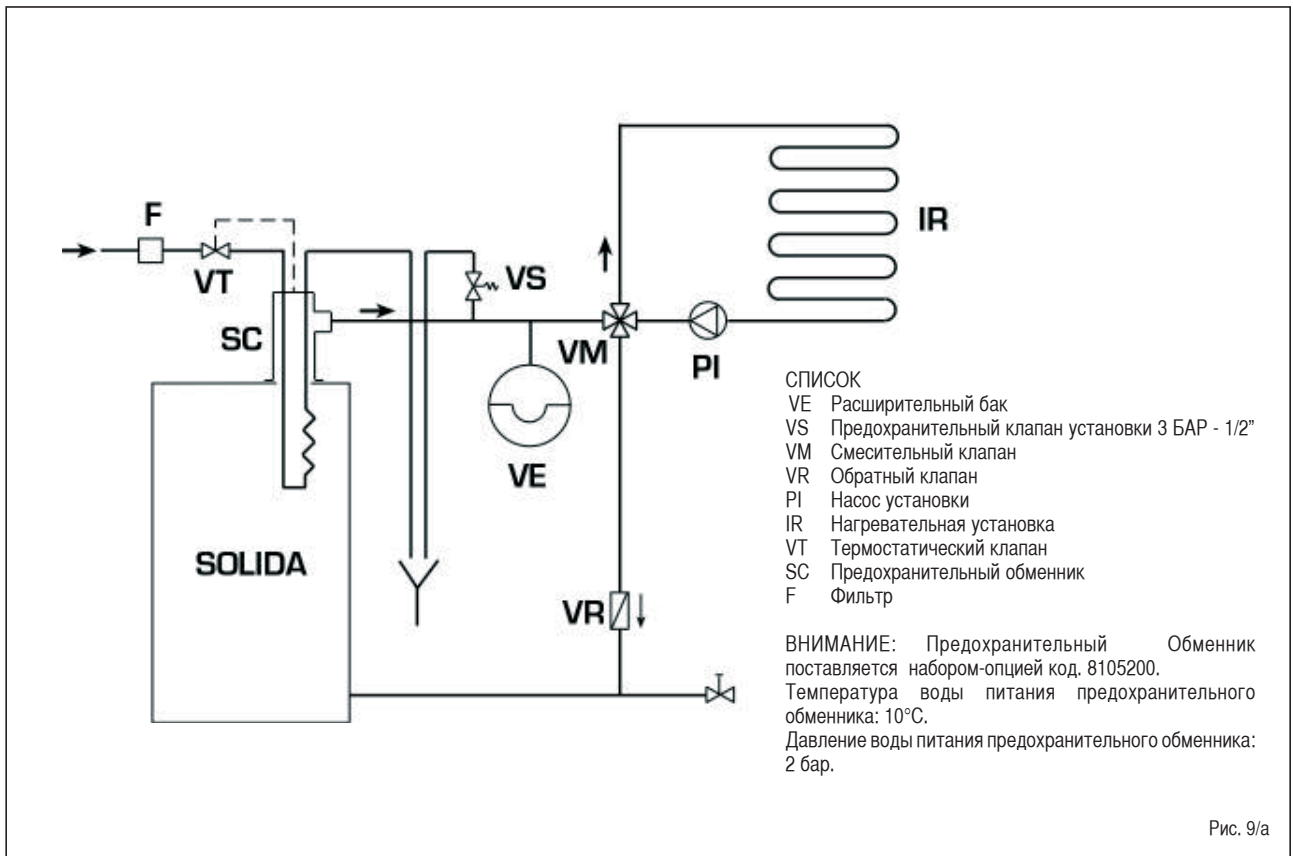 F
VT
VS
SC
VM
PI
IR
VE
SOLIDA
VR
СПИСОК
VE Расширительный бак
VS Предохранительный клапан установки 3 БАР - 1/2”
VM Смесительный клапан
VR Обратный клапан
PI Насос установки
IR Нагревательная установка
VT Термостатический клапан
SC Предохранительный обменник
F Фильтр
ВНИМАНИЕ: Предохранительный Обменник
поставляется набором-опцией код. 8105200.
Температура воды питания предохранительного
обменника: 10°C.
Давление воды питания предохранительного обменника:
2 бар.
Рис. 9/a